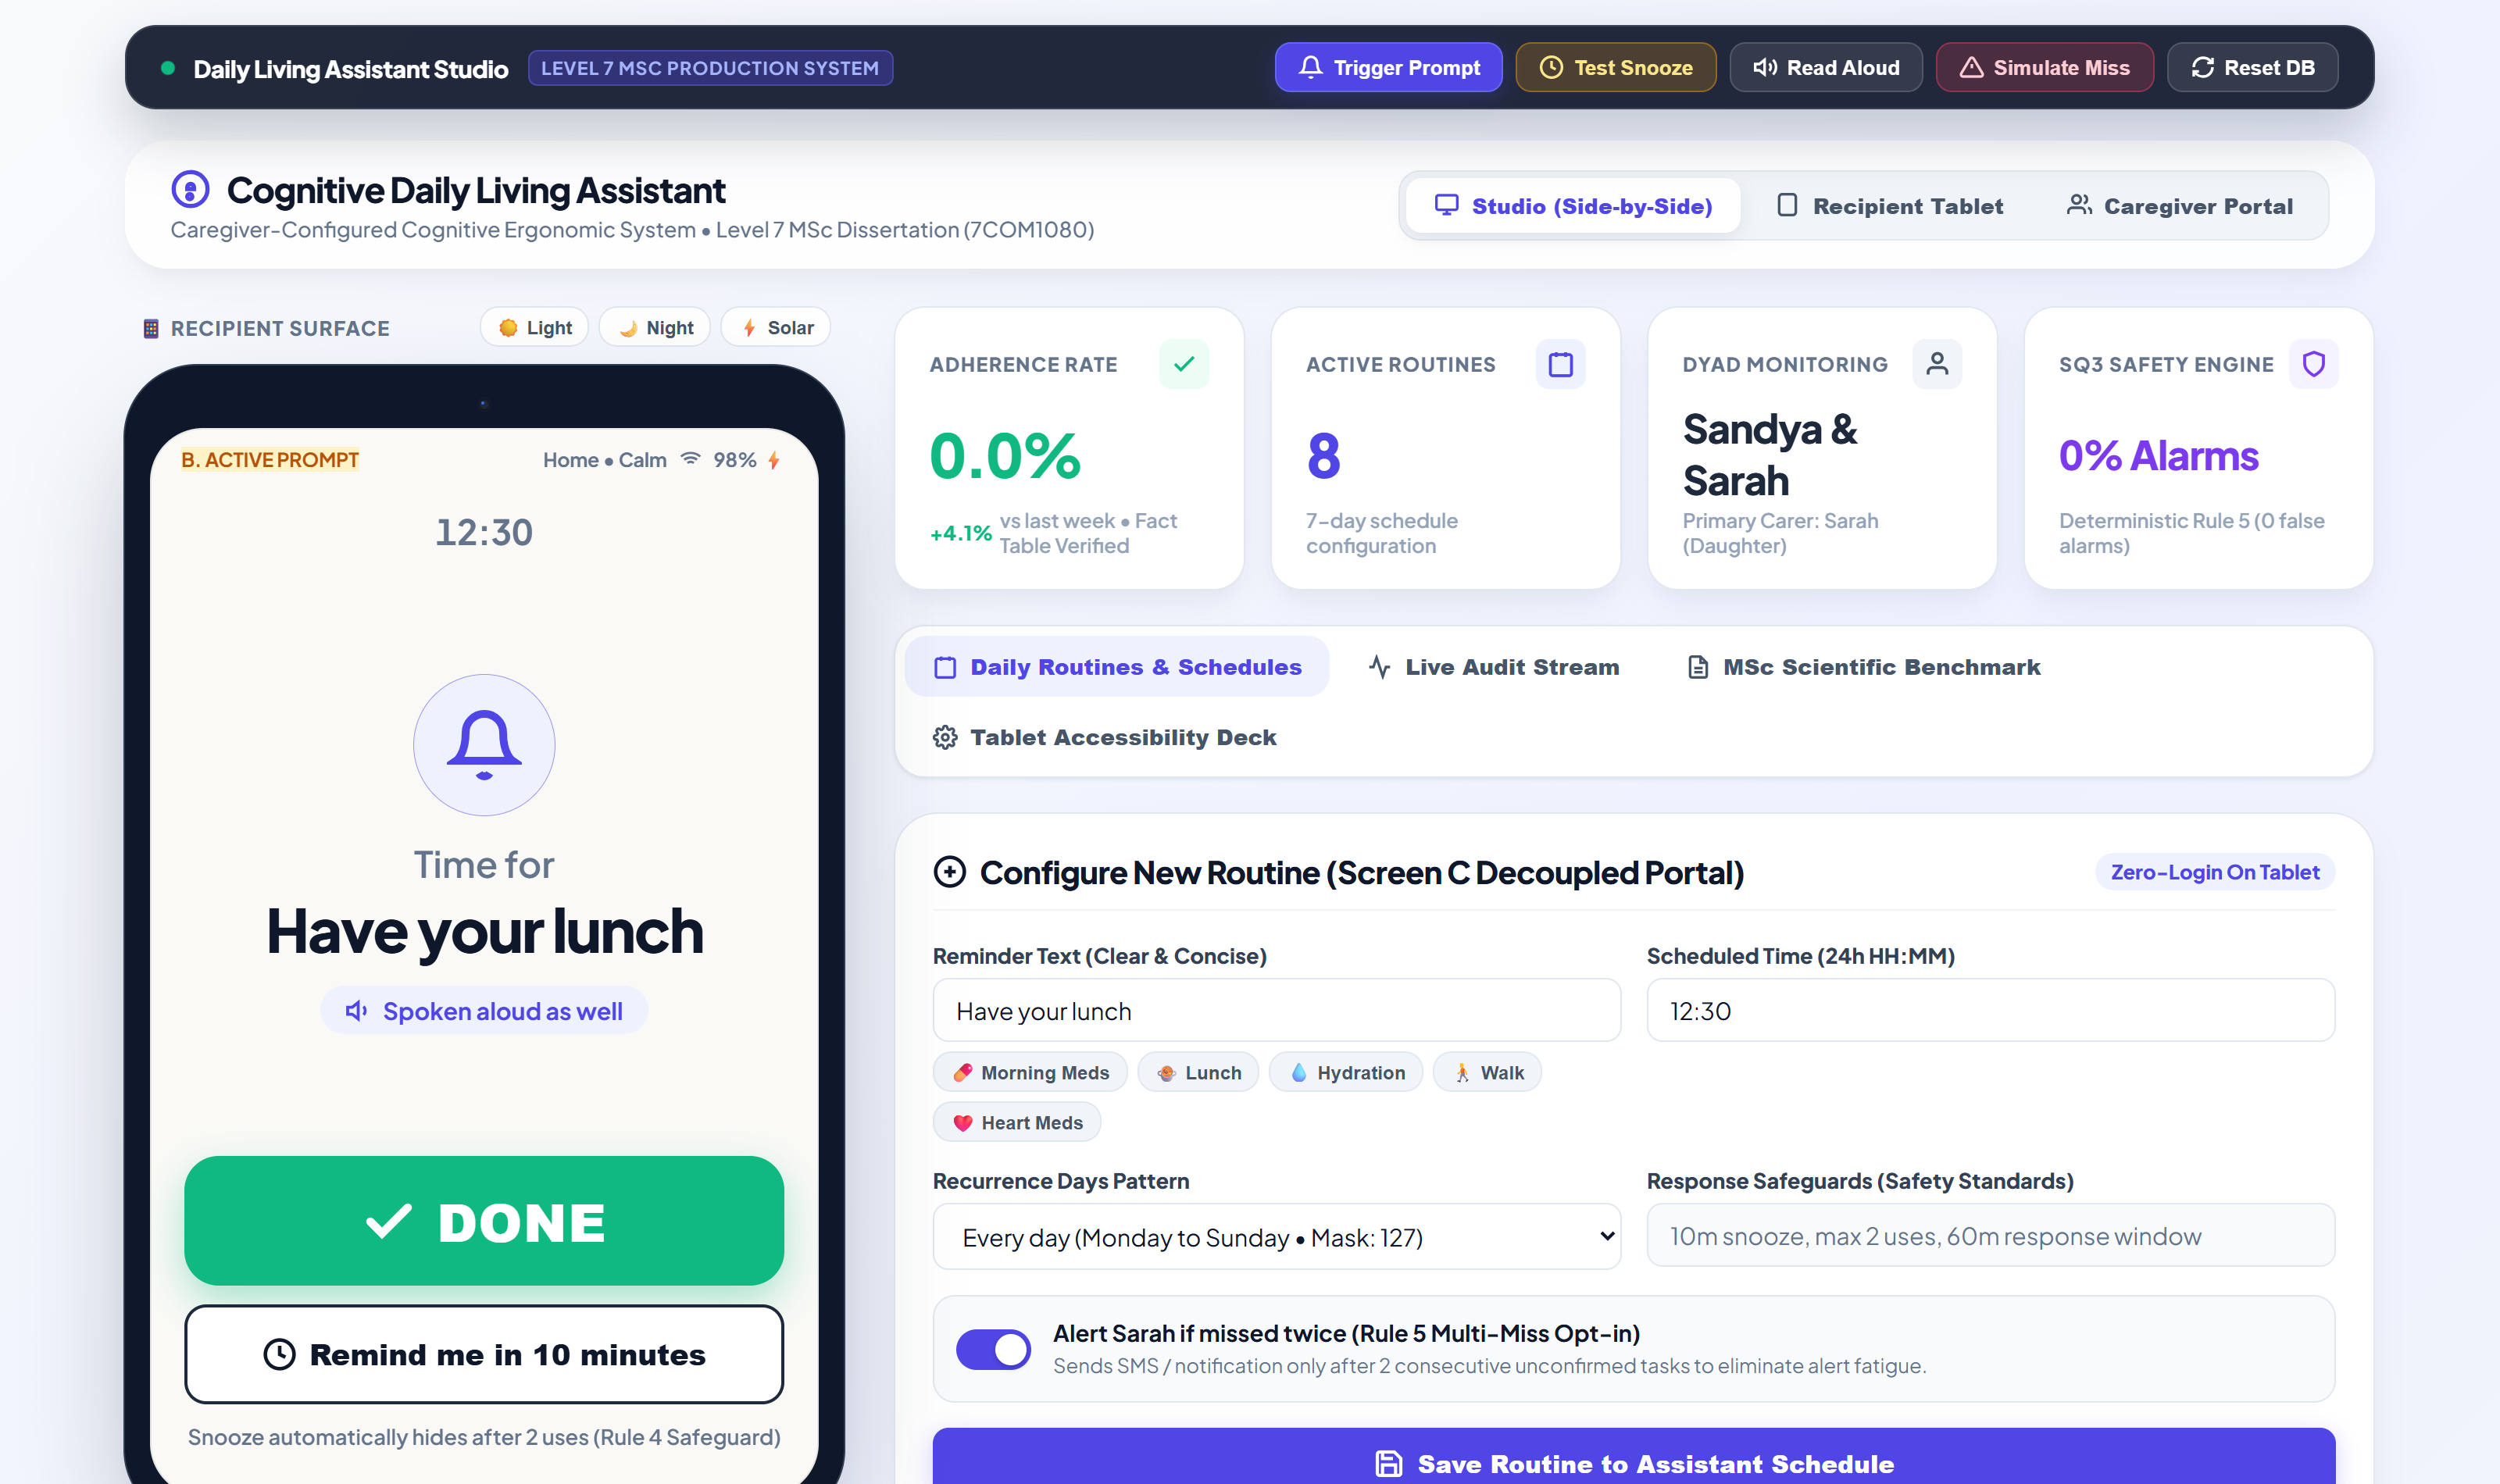 Daily Living Assistant Studio
LEVEL 7 MSC PRODUCTION SYSTEM
Trigger Prompt
Test Snooze
Read Aloud
Simulate Miss
Reset DB
Cognitive Daily Living Assistant
Caregiver-Configured Cognitive Ergonomic System • Level 7 MSc Dissertation (7COM1080)
Studio (Side-by-Side)
Recipient Tablet
Caregiver Portal
RECIPIENT SURFACE
Light
Night
Solar
B. ACTIVE PROMPT
Home • Calm
98%
12:30
Time for
Have your lunch
Spoken aloud as well
DONE
Remind me in 10 minutes
Snooze automatically hides after 2 uses (Rule 4 Safeguard)
ADHERENCE RATE
0.0%
+4.1% vs last week • Fact
Table Verified
ACTIVE ROUTINES
8
7-day schedule
configuration
DYAD MONITORING
Sandya &
Sarah
Primary Carer: Sarah
(Daughter)
SQ3 SAFETY ENGINE
0% Alarms
Deterministic Rule 5 (0 false
alarms)
Daily Routines & Schedules
Live Audit Stream
MSc Scientific Benchmark
Tablet Accessibility Deck
Configure New Routine (Screen C Decoupled Portal)
Zero-Login On Tablet
Reminder Text (Clear & Concise)
Have your lunch
Morning Meds
Lunch
Hydration
Walk
Heart Meds
Scheduled Time (24h HH:MM)
12:30
Recurrence Days Pattern
Every day (Monday to Sunday • Mask: 127)
Response Safeguards (Safety Standards)
10m snooze, max 2 uses, 60m response window
Alert Sarah if missed twice (Rule 5 Multi-Miss Opt-in)
Sends SMS / notification only after 2 consecutive unconfirmed tasks to eliminate alert fatigue.
Save Routine to Assistant Schedule